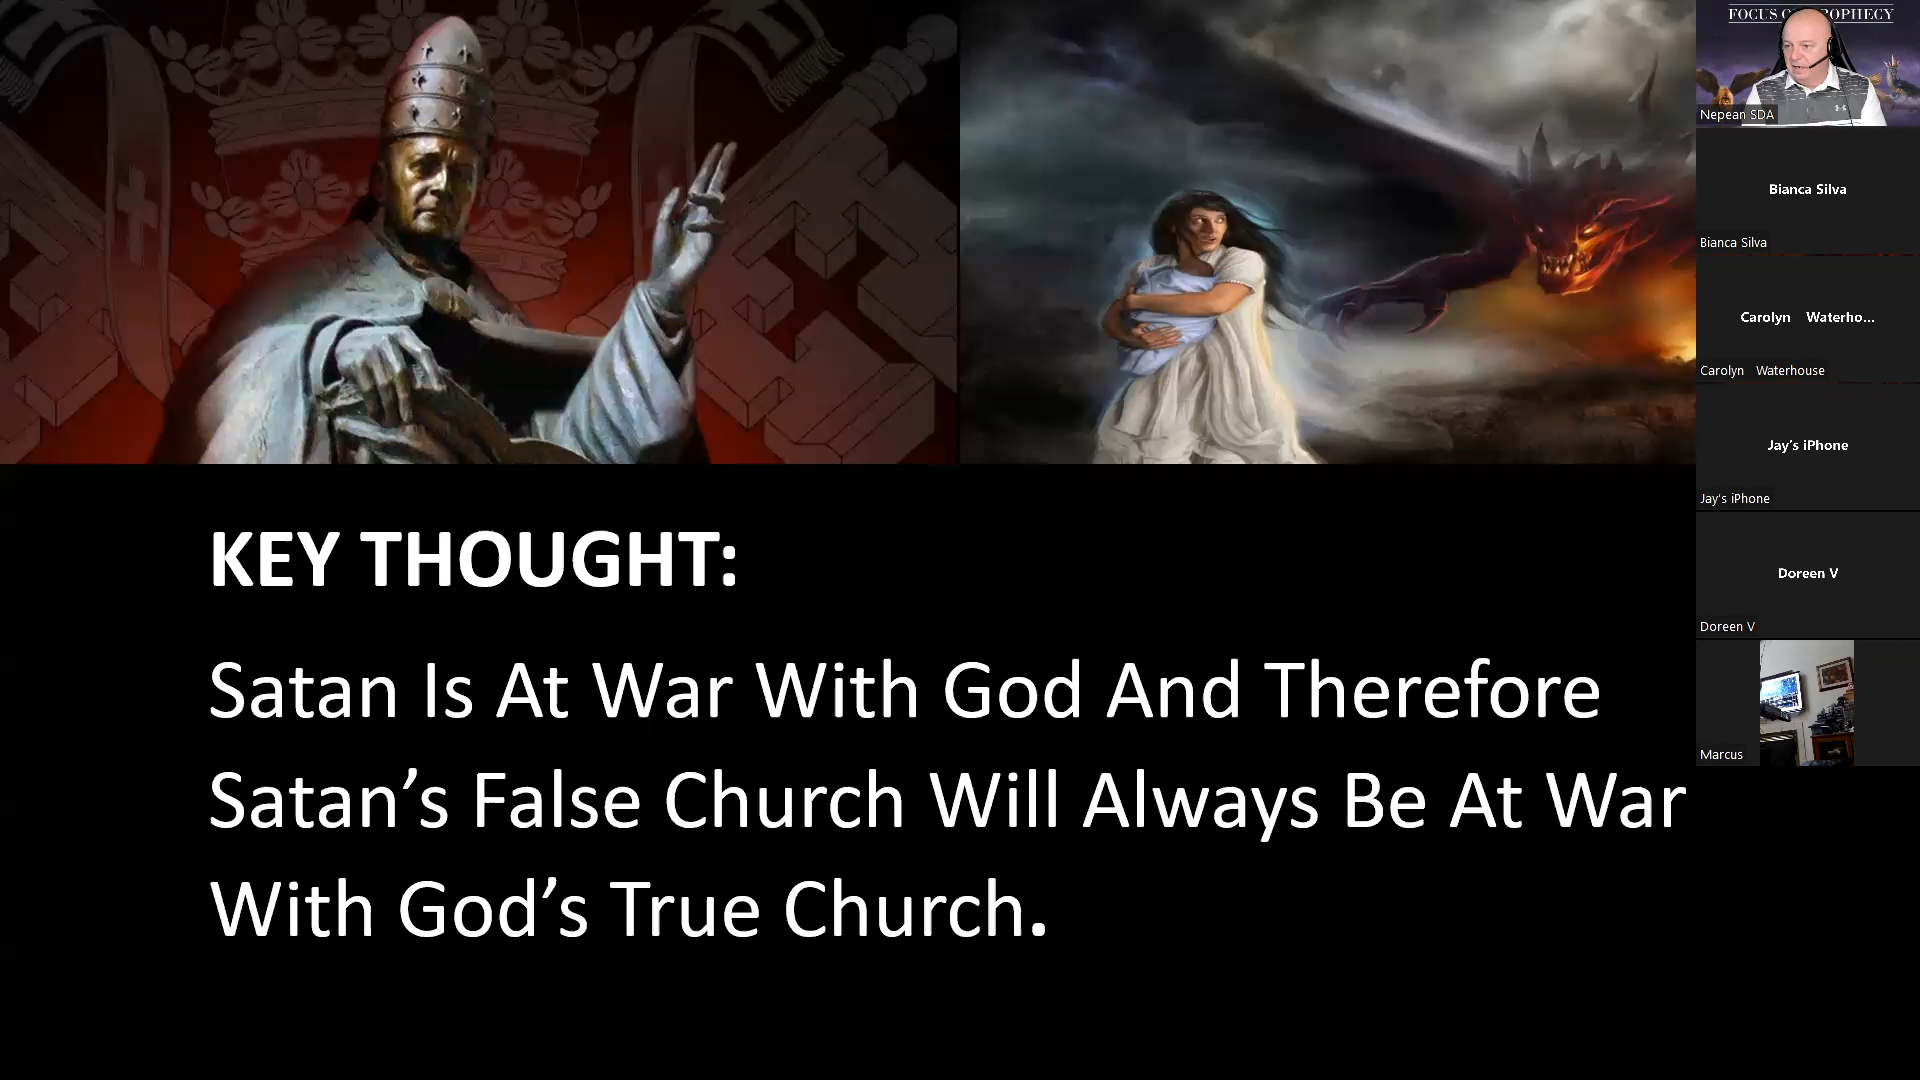 KEY THOUGHT:
Satan Is At War With God And Therefore
Satan’s False Church Will Always Be At War
With God’s True Church.
Nepean SDA
Bianca Silva
Bianca Silva
Carolyn Waterho...
Carolyn Waterhouse
Jay’s iPhone
Jay's iPhone
Doreen V
Doreen V
Marcus